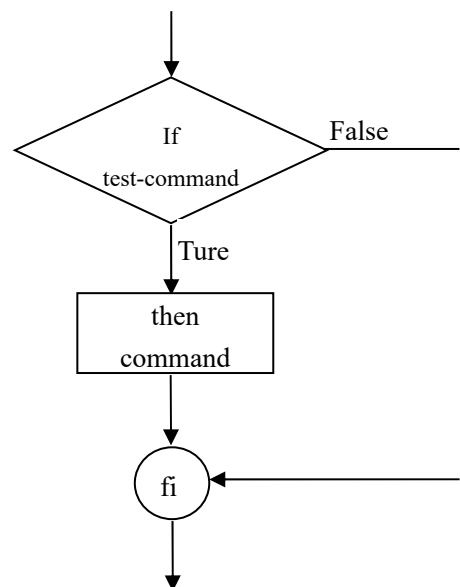 If
test-command
False
Ture
then
command
fi